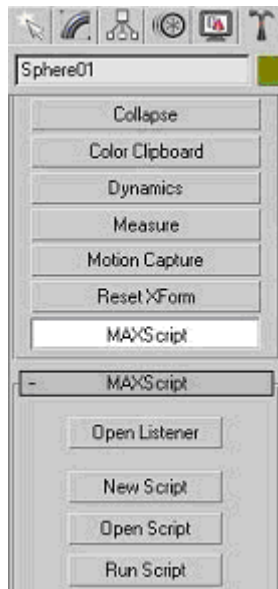 Sphere01
Collapse
Color Clipboard
Dynamics
Measure
Motion Capture
Reset XForm
MAXScript
- MAXScript
Open Listener
New Script
Open Script
Run Script